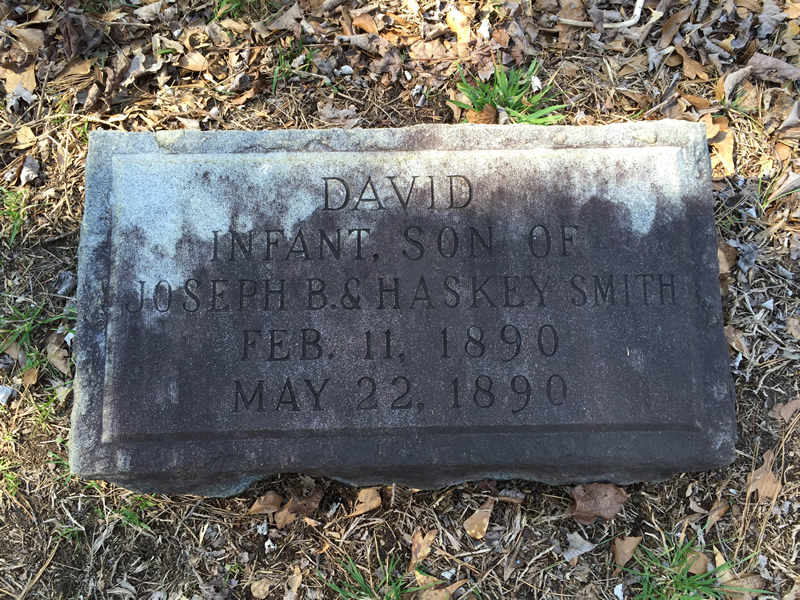 DAVID
INFANT, SON OF
JOSEPH B. & HASKEY SMITH
FEB. 11, 1890
MAY 22, 1890